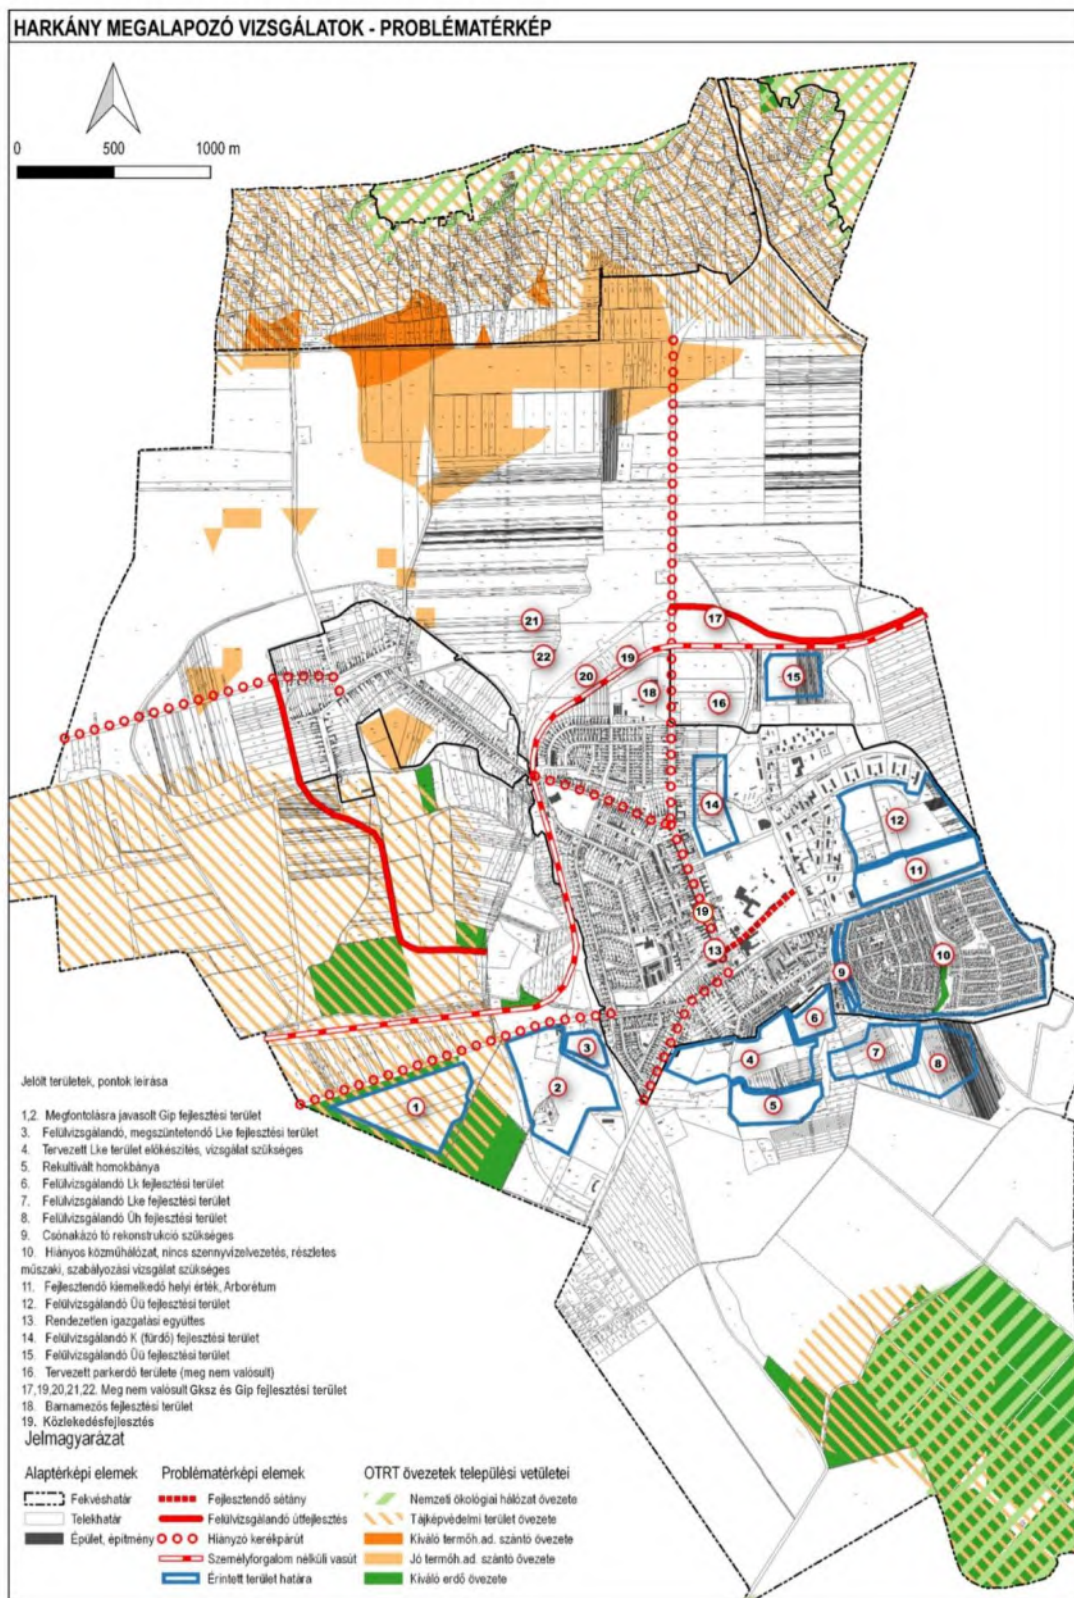 HARKÁNY MEGALAPOZÓ VIZSGÁLATOK - PROBLÉMATÉRKÉP
0 500 1000 m
21
17
22
19
20
15
18
16
14
12
11
19
13
10
9
6
3
4
7
8
2
1
5
Jelölt területek, pontok leírása
1,2. Megfontolásra javasolt Gip fejlesztési terület
3. Felülvizsgálandó, megszüntetendő Lke fejlesztési terület
4. Tervezett Lke terület előkészítés, vizsgálat szükséges
5. Rekultivált homokbánya
6. Felülvizsgálandó Lk fejlesztési terület
7. Felülvizsgálandó Lke fejlesztési terület
8. Felülvizsgálandó Üh fejlesztési terület
9. Csónakázó tó rekonstrukció szükséges
10. Hiányos közműhálózat, nincs szennyvízelvezetés, részletes
műszaki, szabályozási vizsgálat szükséges
11. Fejlesztendő kiemelkedő helyi érték, Arborétum
12. Felülvizsgálandó Üü fejlesztési terület
13. Rendezetlen igazgatási együttes
14. Felülvizsgálandó K (fürdő) fejlesztési terület
15. Felülvizsgálandó Üü fejlesztési terület
16. Tervezett parkerdő területe (meg nem valósult)
17,19,20,21,22. Meg nem valósult Gksz és Gip fejlesztési terület
18. Barnamezős fejlesztési terület
19. Közlekedésfejlesztés
Jelmagyarázat
Alaptérképi elemek
Fekvéshatár
Telekhatár
Épület, építmény
Problématérképi elemek
Fejlesztendő sétány
Felülvizsgálandó útfejlesztés
Hiányzó kerékpárút
Személyforgalom nélküli vasút
Érintett terület határa
OTRT övezetek települési vetületei
Nemzeti ökológiai hálózat övezete
Tájképvédelmi terület övezete
Kiváló termőh.ad. szántó övezete
Jó termőh.ad. szántó övezete
Kiváló erdő övezete